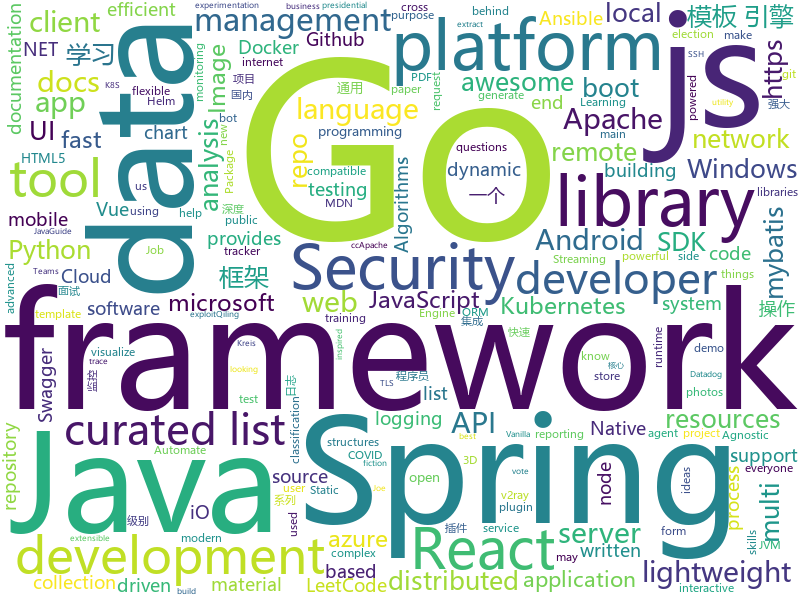 documentation
efficient
experimentation
presidential
business
cross
behind
Ansible
Github
internet
local
模板 引擎
NET
学习
client
management
Docker
docs
app
Image
monitoring
K8S
Helm
flexible
项目
国内
通用
paper
PDF
request
generate
Learning
main
SSH
make
git
election
purpose
extract
powered
utility
强大
https
platform
js
data
Go
awesome
boot
end
Apache
UI
fast
chart
analysis
Package
new
bot
repo
language
programming
compatible
testing
questions
dynamic
remote
network
building
Windows
libraries
HTML5
Vue
us
using
dynamic
一个
MDN
Algorithms
tool
mobile
JavaGuide
Python
help
provides
深度
public
tracker
ccApache
library
Android
SDK
code
side
powerful
things
mybatis
advanced
Teams
Cloud
面试
Job
框架
Security
developer
Streaming
software
template
microsoft
exploitQiling
web
training
JavaScript
Engine
ORM
集成
Kubernetes
快速
system
know
操作
runtime
framework
Swagger
visualize
架构
trace
Java
curated list
Automate
日志
looking
Kreis
test
classification
structures
程序员
TLS
COVID
logging
list
API
inspired
Spring
store
Native
demo
Datadog
photos
resources
JVM
repository
级别
iO
source
系列
user
Static
fiction
reporting
open
3D
best
Vanilla
vote
agent
project
Agnostic
support
everyone
ideas
skills
process
multi
node
development
azure
used
loe
v2ray
modern
service
React
plugin
插件
server
written
form
may
核心
lightweight
material
driven
collection
extensible
based
complex
build
LeetCode
distributed
application
interactive